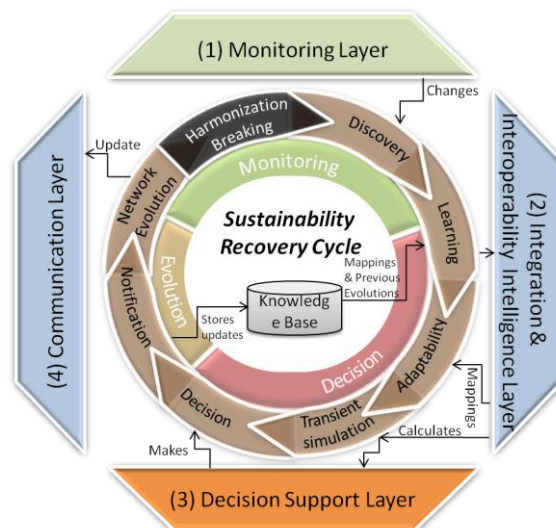 (1) Monitoring Layer
Changes
Harmonization
Breaking
Discovery
Monitoring
Update
Network
Evolution
Learning
(2) Integration &
Interoperability Intelligence Layer
(4) Communication Layer
Sustainability
Recovery Cycle
Mappings
& Previous
Evolutions
Knowledg
e Base
Evolution
Stores
updates
Notification
Decision
Adaptability
Mappings
Decision
Transient
simulation
Calculates
Makes
(3) Decision Support Layer